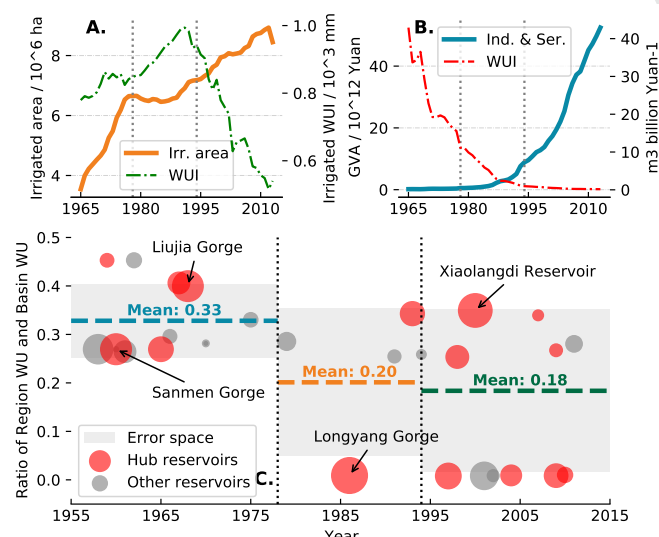 A.
Irrigated area / 10^6 ha
8
6
4
1.0
0.8
0.6
Irrigated WUI / 10^3 mm
Irr. area
WUI
1965
1980
1995
2010
B.
GVA / 10^12 Yuan
40
20
0
Ind. & Ser.
WUI
40
30
20
10
0
m3 billion Yuan-1
1965
1980
1995
2010
Ratio of Region WU and Basin WU
0.5
0.4
0.3
0.2
0.1
0.0
Liujia Gorge
Xiaolangdi Reservoir
Mean: 0.33
Mean: 0.20
Mean: 0.18
Sanmen Gorge
Longyang Gorge
Error space
Hub reservoirs
Other reservoirs
C.
1955
1965
1975
1985
1995
2005
2015
Year